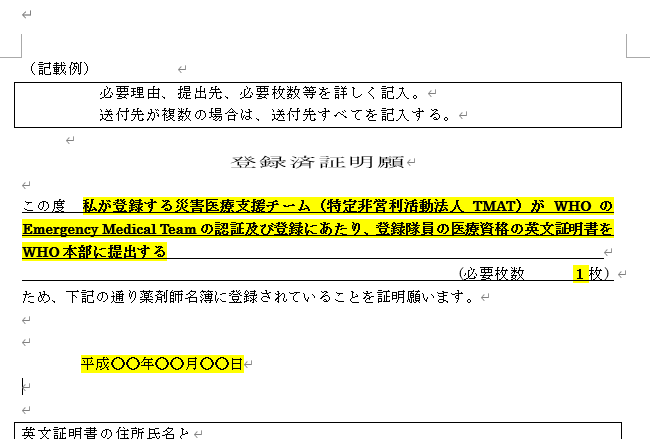 （記載例）
必要理由、提出先、必要枚数等を詳しく記入。
送付先が複数の場合は、送付先すべてを記入する。
登録済証明願
この度　私が登録する災害医療支援チーム（特定非営利活動法人 TMAT）が WHO の
Emergency Medical Team の認証及び登録にあたり、登録隊員の医療資格の英文証明書を
WHO 本部に提出する
（必要枚数　　　1 枚）
ため、下記の通り薬剤師名簿に登録されていることを証明願います。
平成〇〇年〇〇月〇〇日
英文証明書の住所氏名と